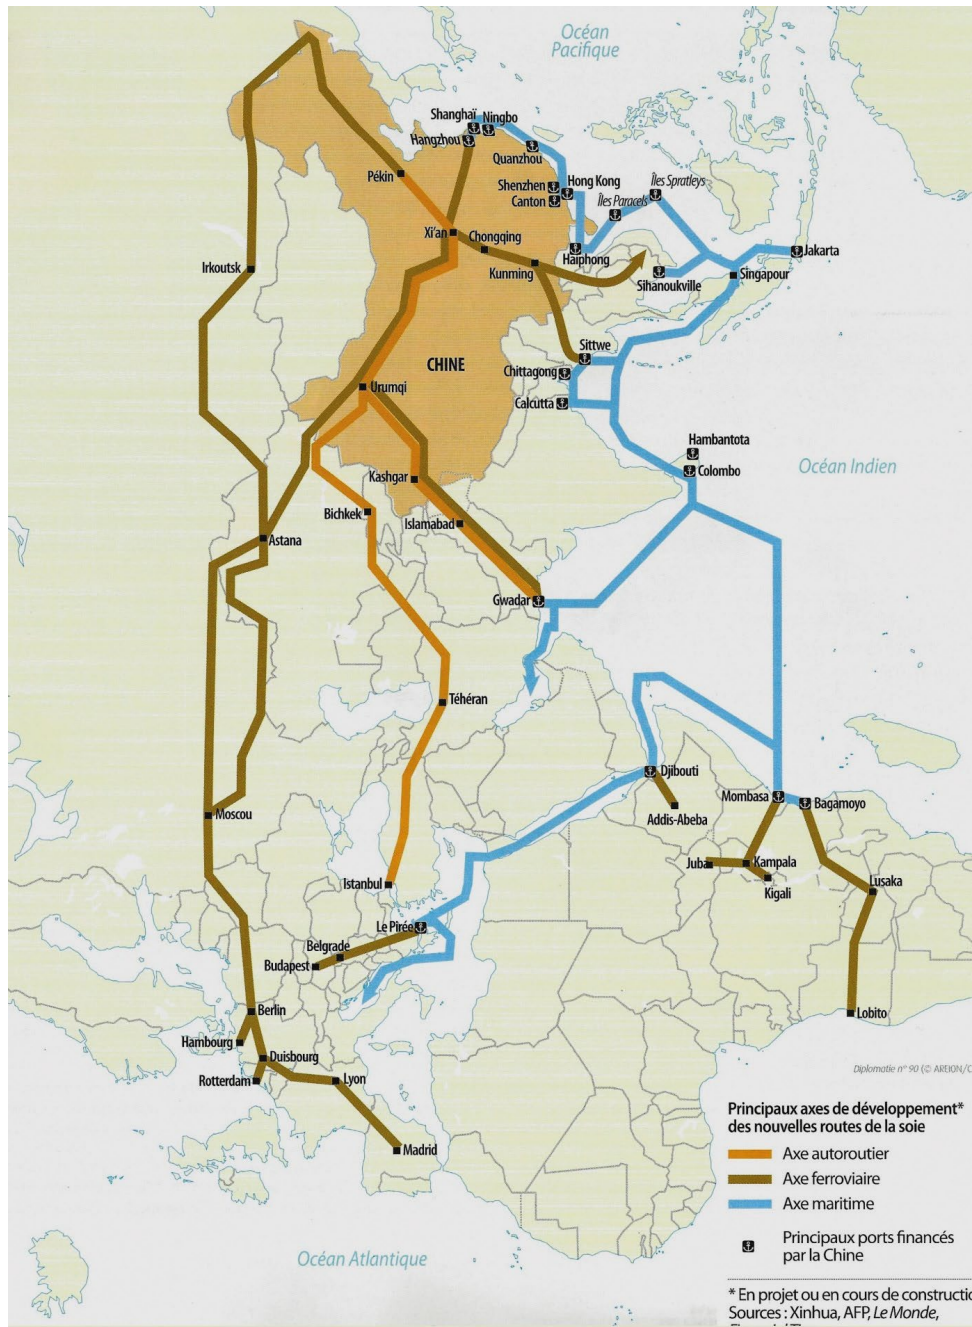 Océan
Pacifique
Shanghaï
Ningbo
Hangzhou
Quanzhou
Pékin
Shenzhen
Hong Kong
Îles Spratleys
Canton
Îles Paracels
Xi'an
Chongqing
Haiphong
Jakarta
Irkoutsk
Kunming
Sihanoukville
Singapour
Sittwe
CHINE
Chittagong
Urumqi
Calcutta
Hambantota
Colombo
Océan Indien
Kashgar
Bichkek
Islamabad
Astana
Gwadar
Téhéran
Djibouti
Mombasa
Bagamoyo
Moscou
Addis-Abeba
Juba
Kampala
Istanbul
Kigali
Lusaka
Le Pirée
Belgrade
Budapest
Berlin
Lobito
Hambourg
Duisbourg
Rotterdam
Lyon
Diplomatie n° 90 (© AREION/C
Madrid
Océan Atlantique
Principaux axes de développement*
des nouvelles routes de la soie
Axe autoroutier
Axe ferroviaire
Axe maritime
Principaux ports financés
par la Chine
* En projet ou en cours de constructio
Sources : Xinhua, AFP, Le Monde,